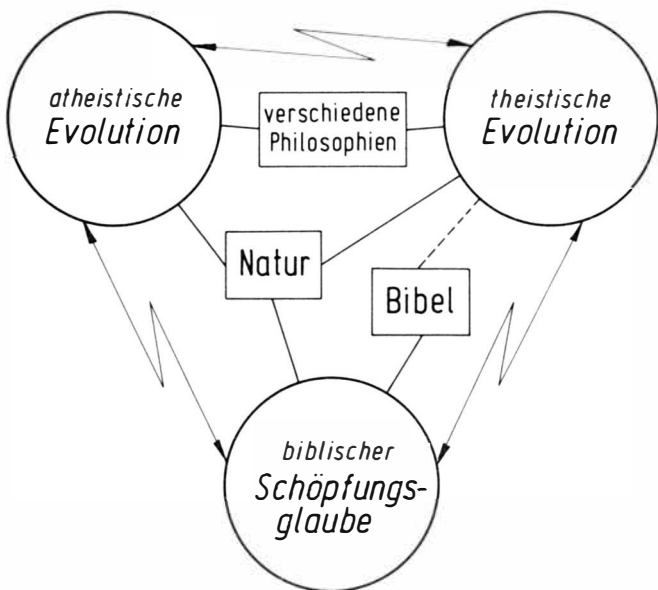 atheistische
Evolution
verschiedene
Philosophien
theistische
Evolution
Natur
Bibel
biblischer
Schöpfungs-
glaube